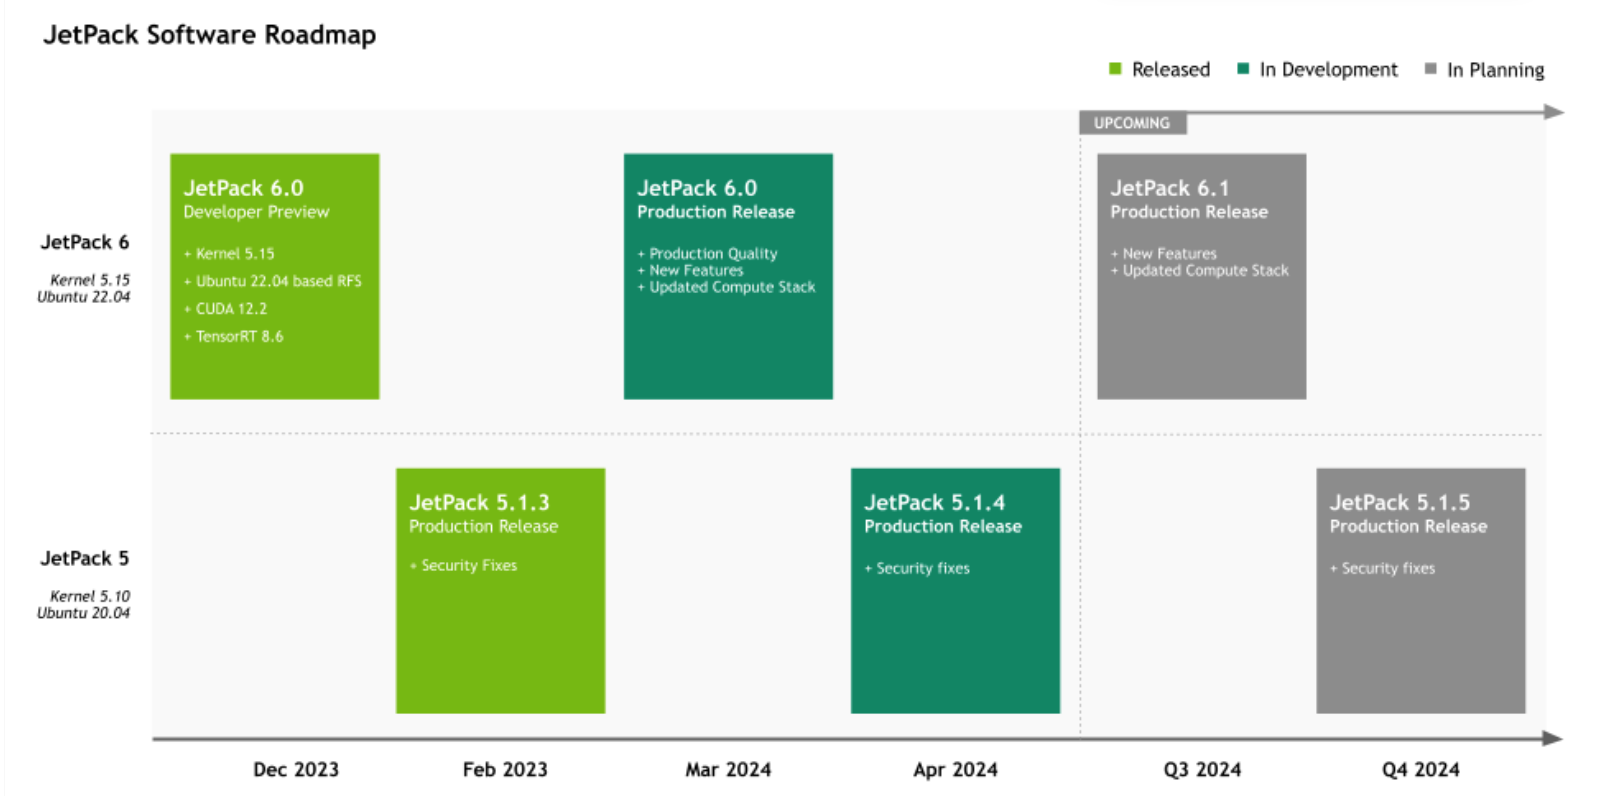 JetPack Software Roadmap
Released
In Development
In Planning
UPCOMING
JetPack 6
Kernel 5.15
Ubuntu 22.04
JetPack 6.0
Developer Preview
+ Kernel 5.15
+ Ubuntu 22.04 based RFS
+ CUDA 12.2
+ TensorRT 8.6
JetPack 6.0
Production Release
+ Production Quality
+ New Features
+ Updated Compute Stack
JetPack 6.1
Production Release
+ New Features
+ Updated Compute Stack
JetPack 5
Kernel 5.10
Ubuntu 20.04
JetPack 5.1.3
Production Release
+ Security Fixes
JetPack 5.1.4
Production Release
+ Security fixes
JetPack 5.1.5
Production Release
+ Security fixes
Dec 2023
Feb 2023
Mar 2024
Apr 2024
Q3 2024
Q4 2024